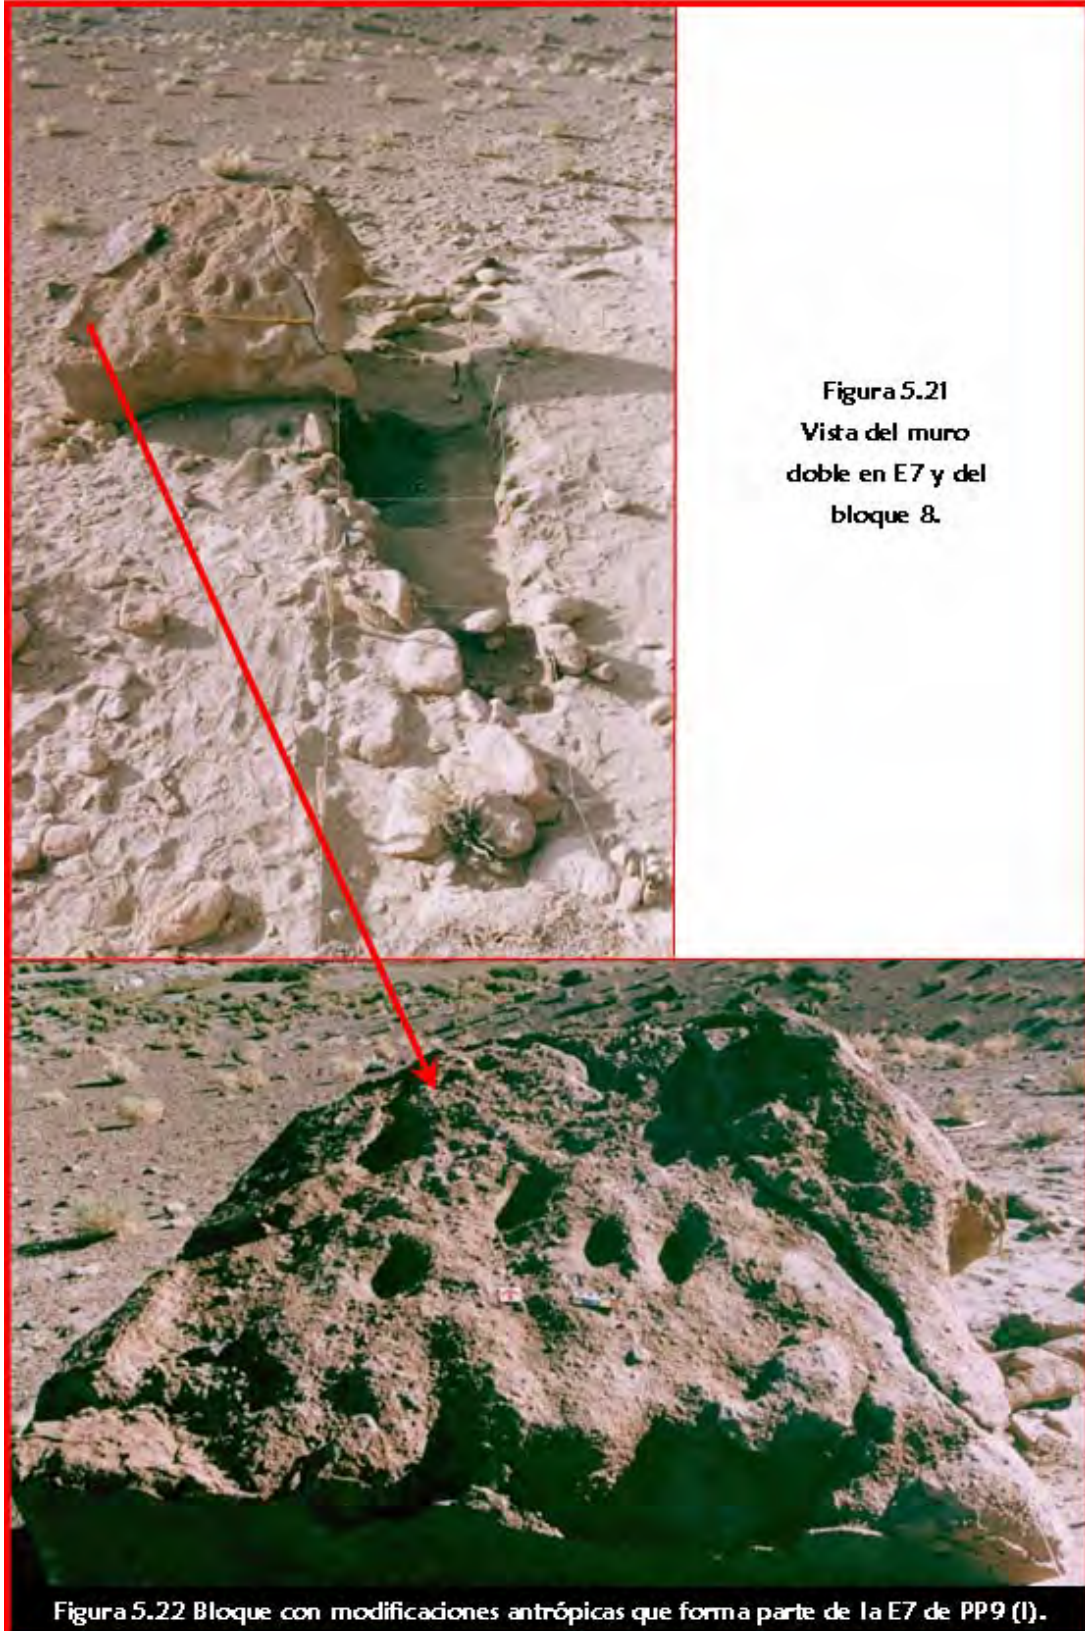 Figura 5.21
Vista del muro
doble en E7 y del
bloque 8.
Figura 5.22 Bloque con modificaciones antrópicas que forma parte de la E7 de PP9 (I).